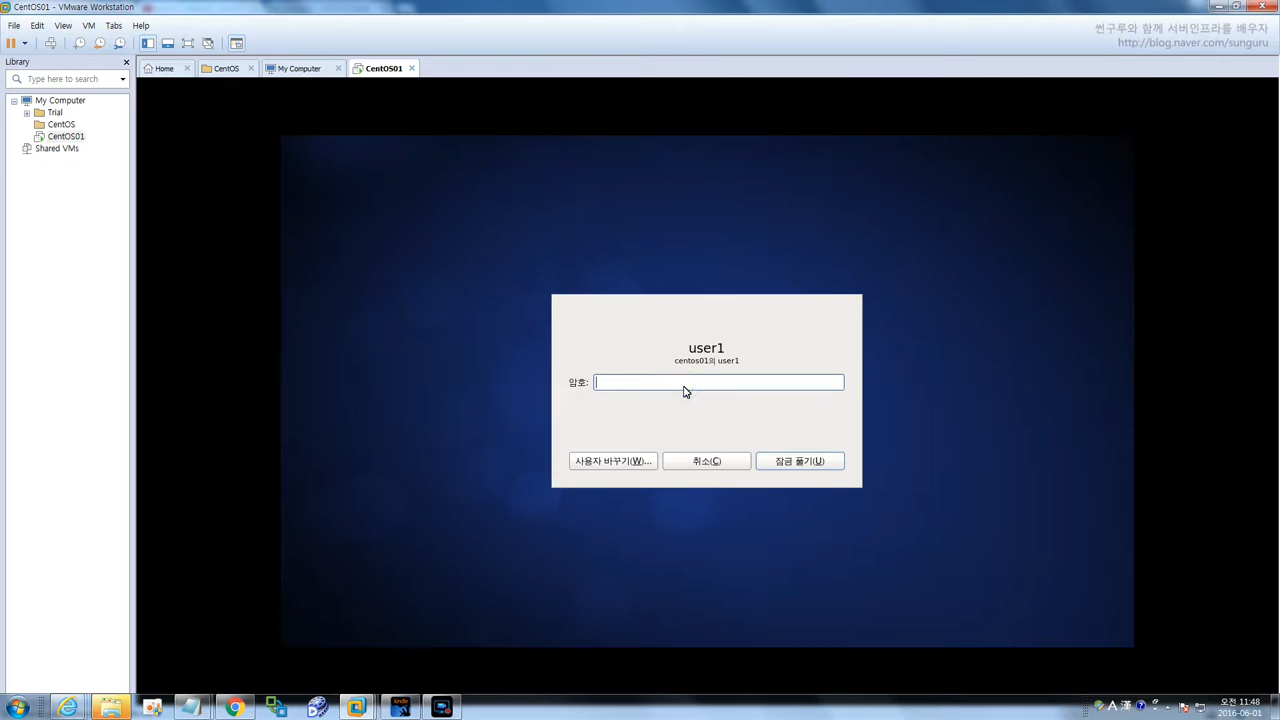 CentOS01 - VMware Workstation
File Edit View VM Tabs Help
썬구루와 함께 서버인프라를 배우자
http://blog.naver.com/sunguru
Library
Type here to search
My Computer
Trial
CentOS
CentOS01
Shared VMs
Home CentOS My Computer CentOS01
user1
centos01의 user1
암호:
사용자 바꾸기(W)... 취소(C) 잠금 풀기(U)
kindle
A 漢 ?
오전 11:48
2016-06-01